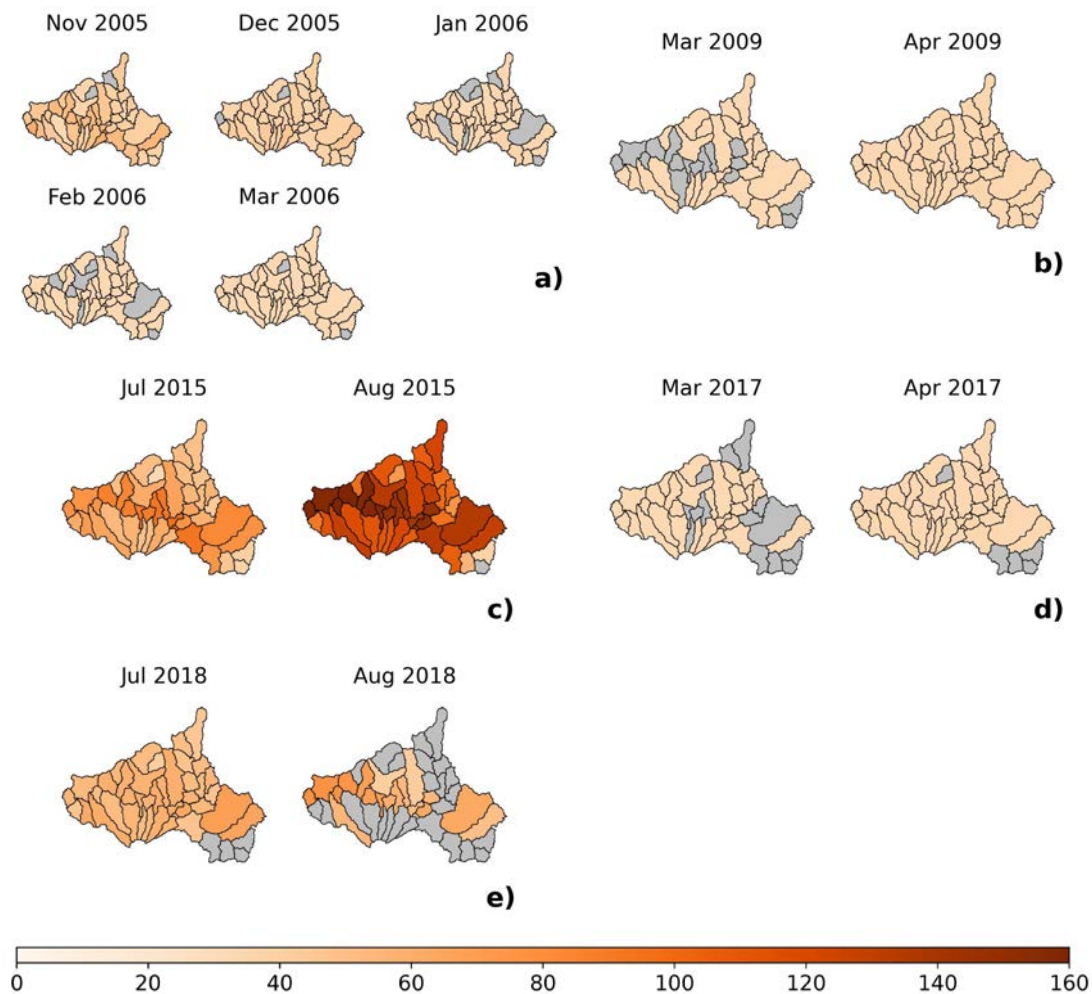 Nov 2005 Dec 2005 Jan 2006
Mar 2009 Apr 2009
Feb 2006 Mar 2006
a)
b)
Jul 2015 Aug 2015
Mar 2017 Apr 2017
c)
d)
Jul 2018 Aug 2018
e)
0 20 40 60 80 100 120 140 160